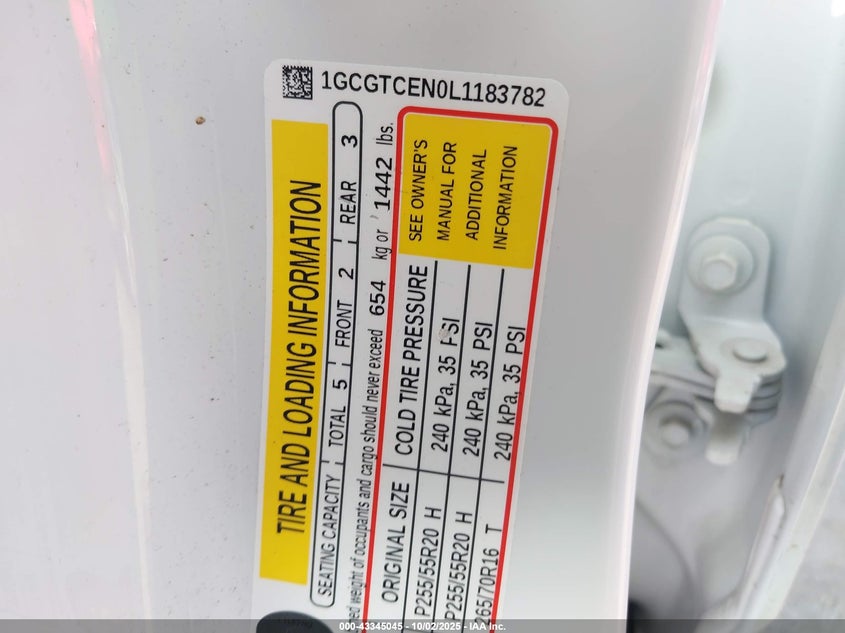 1GCGTCEN0L1183782
TIRE AND LOADING INFORMATION
SEATING CAPACITY TOTAL 5 FRONT 2 REAR 3
weight of occupants and cargo should never exceed 654 kg or 1442 lbs.
ORIGINAL SIZE COLD TIRE PRESSURE
SEE OWNER'S
MANUAL FOR
ADDITIONAL
INFORMATION
P255/55R20 H 240 kPa, 35 PSI
P255/55R20 H 240 kPa, 35 PSI
265/70R16 T 240 kPa, 35 PSI
000-43345045 - 10/02/2025 - IAA Inc.